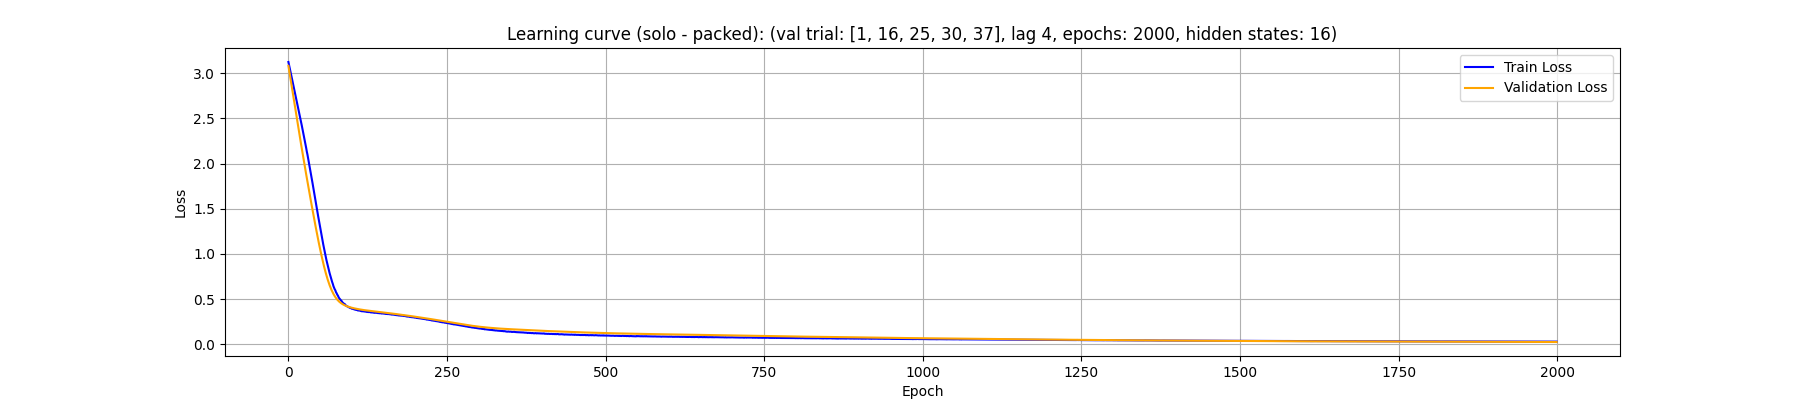 Learning curve (solo - packed): (val trial: [1, 16, 25, 30, 37], lag 4, epochs: 2000, hidden states: 16)
Train Loss
Validation Loss
3.0
2.5
2.0
1.5
1.0
0.5
0.0
Loss
0 250 500 750 1000 1250 1500 1750 2000
Epoch